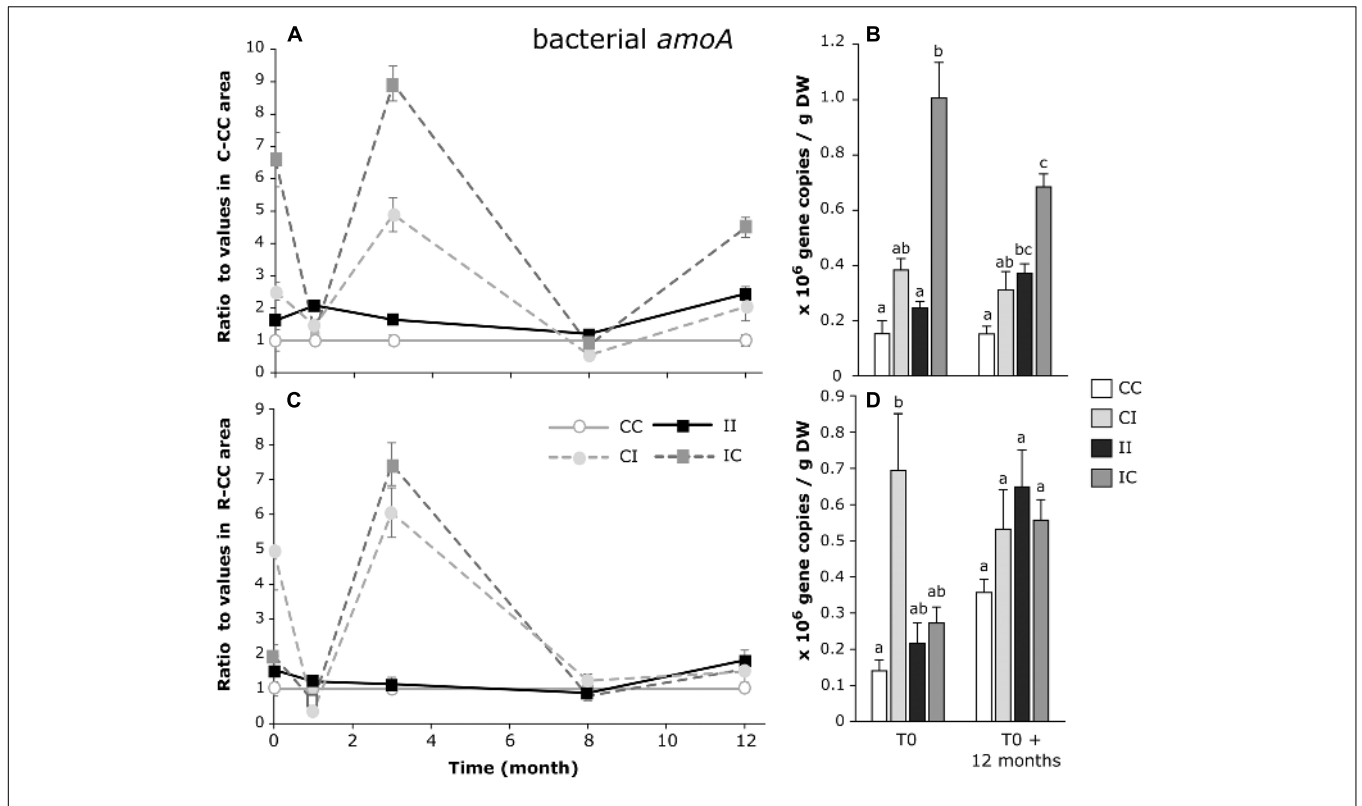 A
bacterial amoA
Ratio to values in C-CC area
10
9
8
7
6
5
4
3
2
1
0
B
x 10⁶ gene copies / g DW
1.2
1.0
0.8
0.6
0.4
0.2
0
a
ab
a
b
a
ab
bc
c
C
Ratio to values in R-CC area
9
8
7
6
5
4
3
2
1
0
CC
II
CI
IC
0
2
4
6
8
10
12
Time (month)
D
x 10⁶ gene copies / g DW
0.9
0.8
0.7
0.6
0.5
0.4
0.3
0.2
0.1
0
a
b
ab
ab
a
a
a
a
T0
T0 +
12 months
CC
CI
II
IC